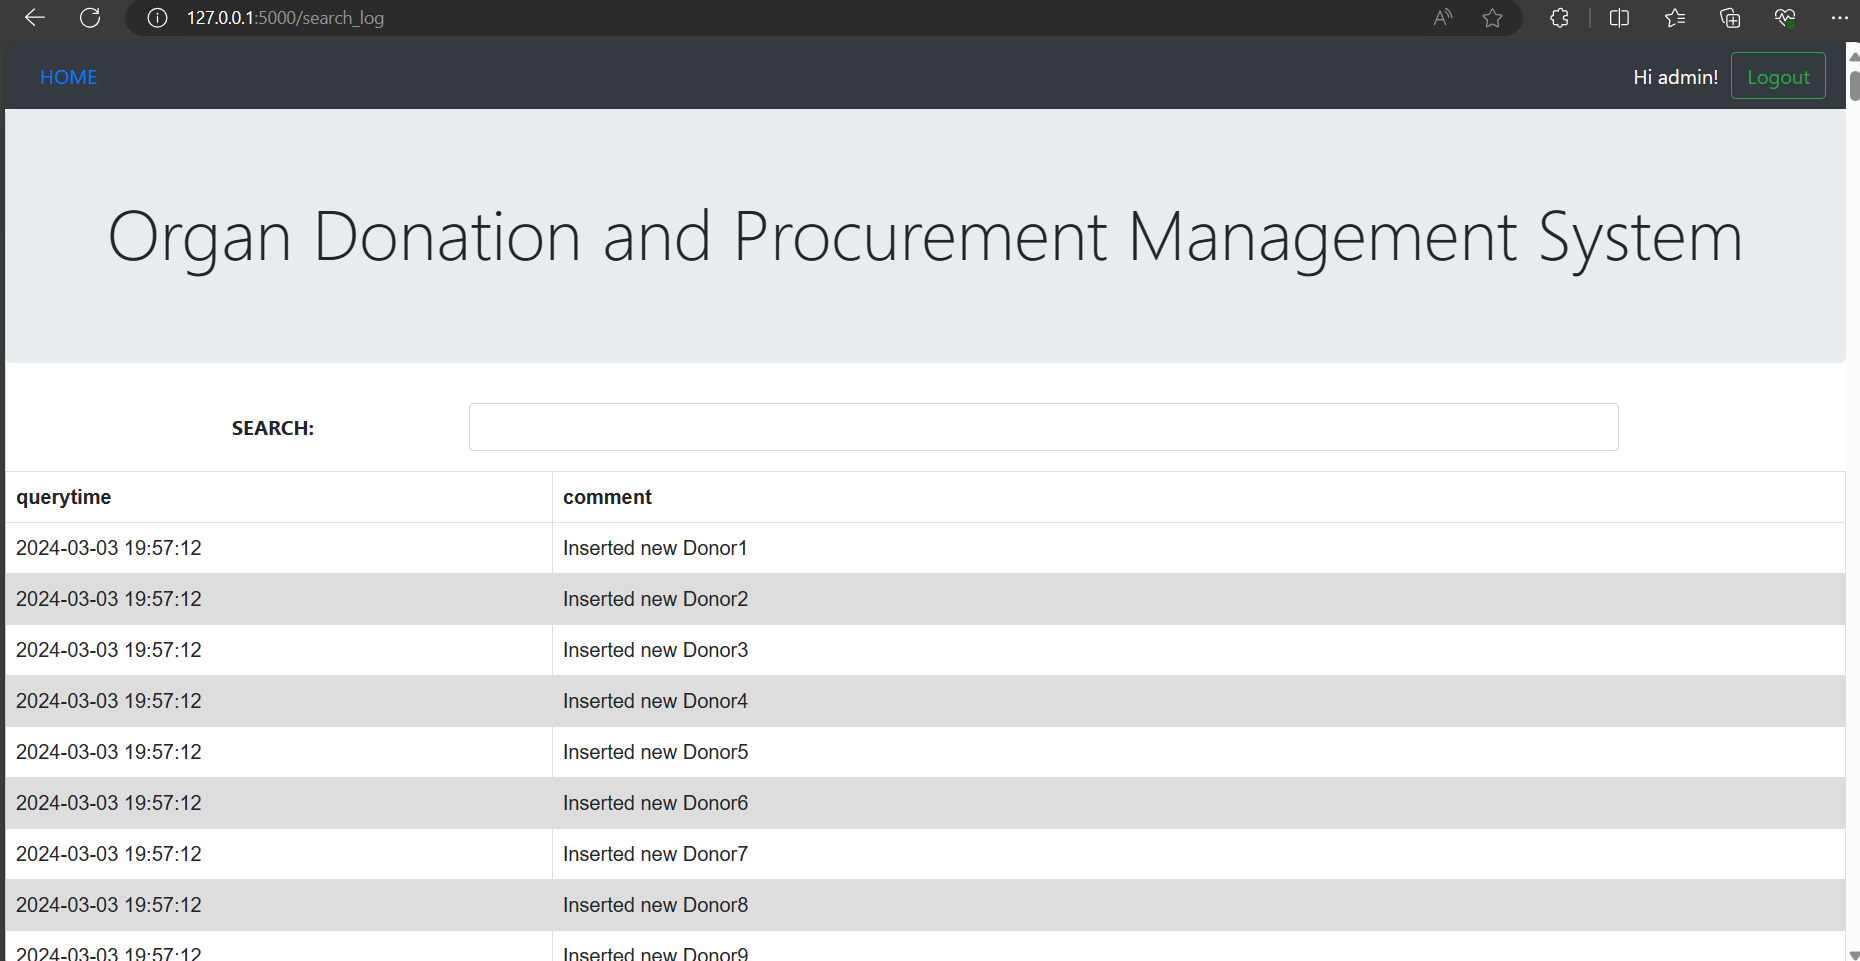 127.0.0.1:5000/search_log
HOME
Hi admin!
Logout
Organ Donation and Procurement Management System
SEARCH:
querytime comment
2024-03-03 19:57:12 Inserted new Donor1
2024-03-03 19:57:12 Inserted new Donor2
2024-03-03 19:57:12 Inserted new Donor3
2024-03-03 19:57:12 Inserted new Donor4
2024-03-03 19:57:12 Inserted new Donor5
2024-03-03 19:57:12 Inserted new Donor6
2024-03-03 19:57:12 Inserted new Donor7
2024-03-03 19:57:12 Inserted new Donor8
2024-03-03 19:57:12 Inserted new Donor9